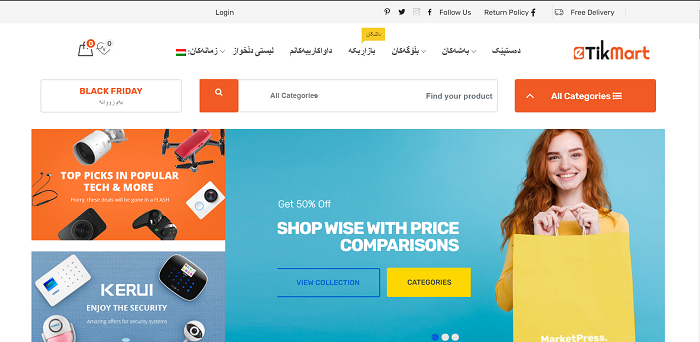 Login
Follow Us
Return Policy
Free Delivery
0
0
زمانەکان:
لیستی دڵخواز
داواکارییەکانم
بازاڕیکە
بلۆگەکان
بەشەکان
دەستپێک
eTikMart
BLACK FRIDAY
All Categories
Find your product
All Categories
TOP PICKS IN POPULAR
TECH & MORE
Hurry, these deals will be gone in a FLASH
KERUI
ENJOY THE SECURITY
Amazing offers for security systems
Get 50% Off
SHOP WISE WITH PRICE
COMPARISONS
VIEW COLLECTION
CATEGORIES
MarketPress.